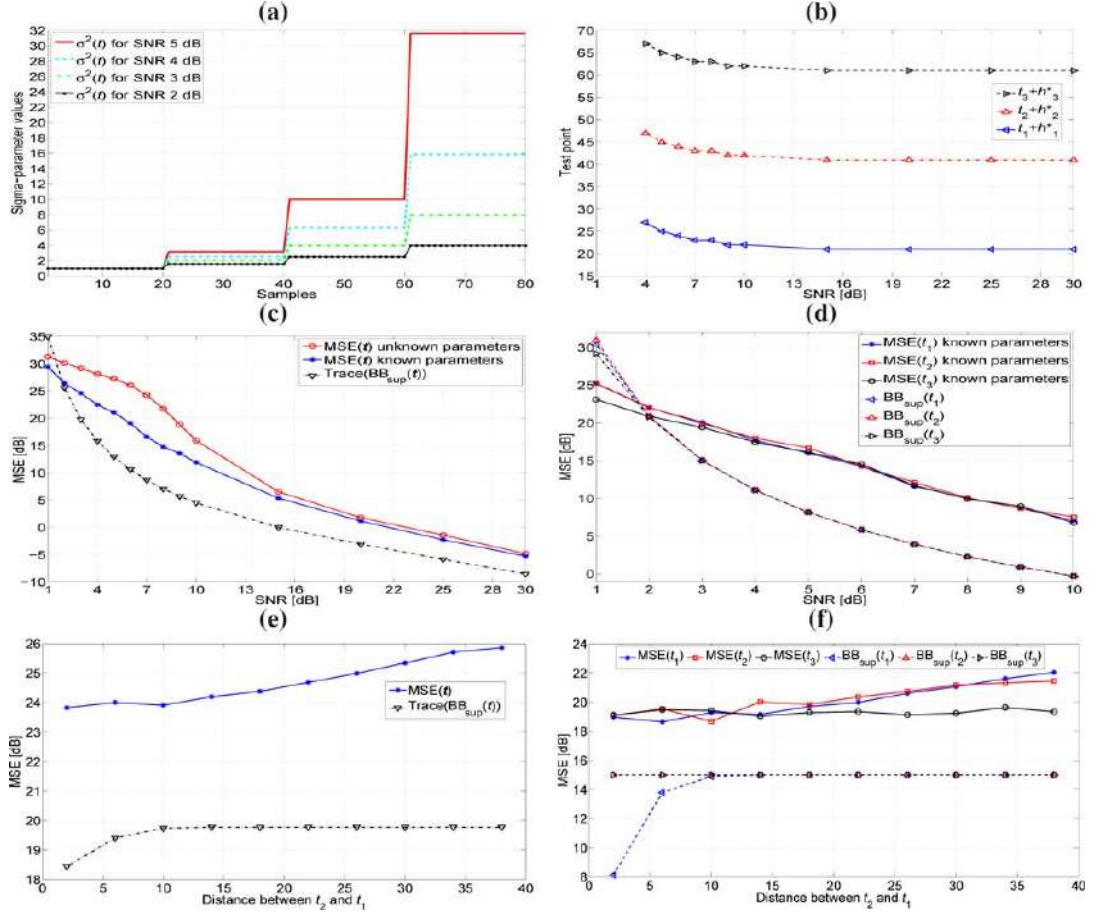 (a)
32
30
28
26
24
22
20
18
16
14
12
10
8
6
4
2
0
Sigma-parameter values
σ²(t) for SNR 5 dB
σ²(t) for SNR 4 dB
σ²(t) for SNR 3 dB
σ²(t) for SNR 2 dB
10 20 30 40 50 60 70 80
Samples
(b)
70
65
60
55
50
45
40
35
30
25
20
15
Test point
t₃+h*₃
t₂+h*₂
t₁+h*₁
1 4 7 10 13 16 19 22 25 28 30
SNR [dB]
(c)
35
30
25
20
15
10
5
0
−5
−10
MSE [dB]
MSE(t) unknown parameters
MSE(t) known parameters
Trace(BB_sup(t))
1 4 7 10 13 16 19 22 25 28 30
SNR [dB]
(d)
30
25
20
15
10
5
0
MSE [dB]
MSE(t₁) known parameters
MSE(t₂) known parameters
MSE(t₃) known parameters
BB_sup(t₁)
BB_sup(t₂)
BB_sup(t₃)
1 2 3 4 5 6 7 8 9 10
SNR [dB]
(e)
26
25
24
23
22
21
20
19
18
MSE [dB]
MSE(t)
Trace(BB_sup(t))
0 5 10 15 20 25 30 35 40
Distance between t₂ and t₁
(f)
24
22
20
18
16
14
12
10
8
MSE [dB]
MSE(t₁) MSE(t₂) MSE(t₃) BB_sup(t₁) BB_sup(t₂) BB_sup(t₃)
0 5 10 15 20 25 30 35 40
Distance between t₂ and t₁